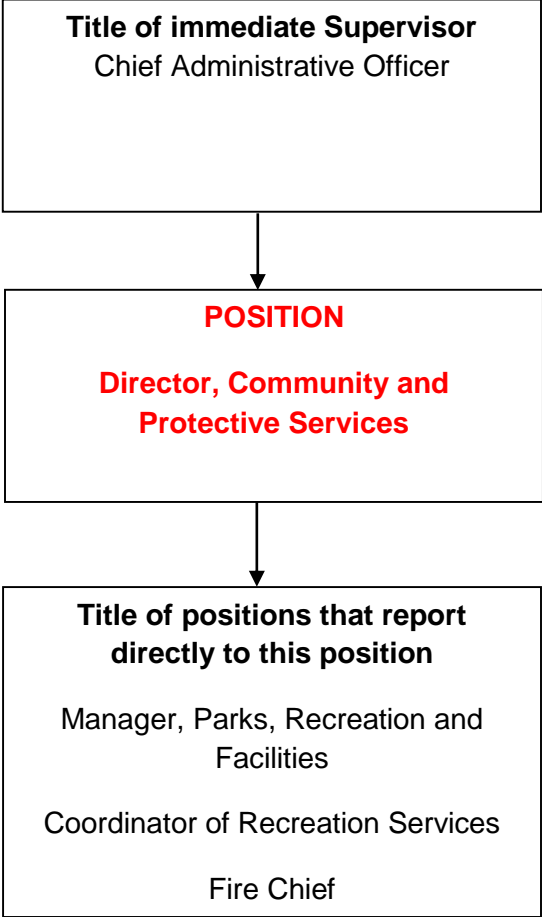 Title of immediate Supervisor
Chief Administrative Officer
POSITION
Director, Community and
Protective Services
Title of positions that report
directly to this position
Manager, Parks, Recreation and
Facilities
Coordinator of Recreation Services
Fire Chief